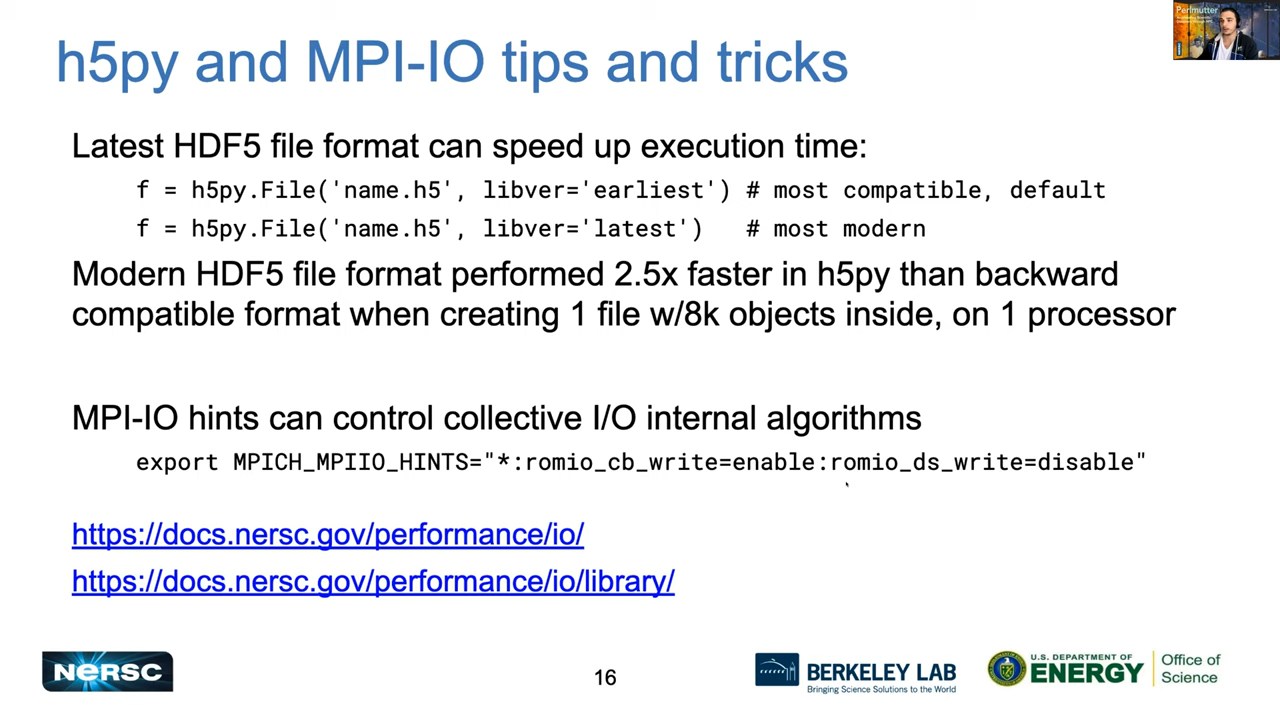 Perlmutter
h5py and MPI-IO tips and tricks
Latest HDF5 file format can speed up execution time:
f = h5py.File('name.h5', libver='earliest') # most compatible, default
f = h5py.File('name.h5', libver='latest')   # most modern
Modern HDF5 file format performed 2.5x faster in h5py than backward
compatible format when creating 1 file w/8k objects inside, on 1 processor
MPI-IO hints can control collective I/O internal algorithms
export MPICH_MPIIO_HINTS="*:romio_cb_write=enable:romio_ds_write=disable"
https://docs.nersc.gov/performance/io/
https://docs.nersc.gov/performance/io/library/
NERSC
16
BERKELEY LAB
Bringing Science Solutions to the World
U.S. DEPARTMENT OF
ENERGY
Office of
Science